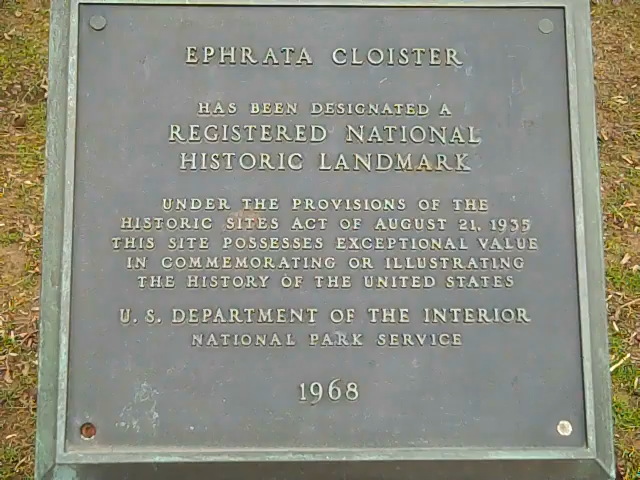 EPHRATA CLOISTER
HAS BEEN DESIGNATED A
REGISTERED NATIONAL
HISTORIC LANDMARK
UNDER THE PROVISIONS OF THE
HISTORIC SITES ACT OF AUGUST 21, 1935
THIS SITE POSSESSES EXCEPTIONAL VALUE
IN COMMEMORATING OR ILLUSTRATING
THE HISTORY OF THE UNITED STATES
U. S. DEPARTMENT OF THE INTERIOR
NATIONAL PARK SERVICE
1968